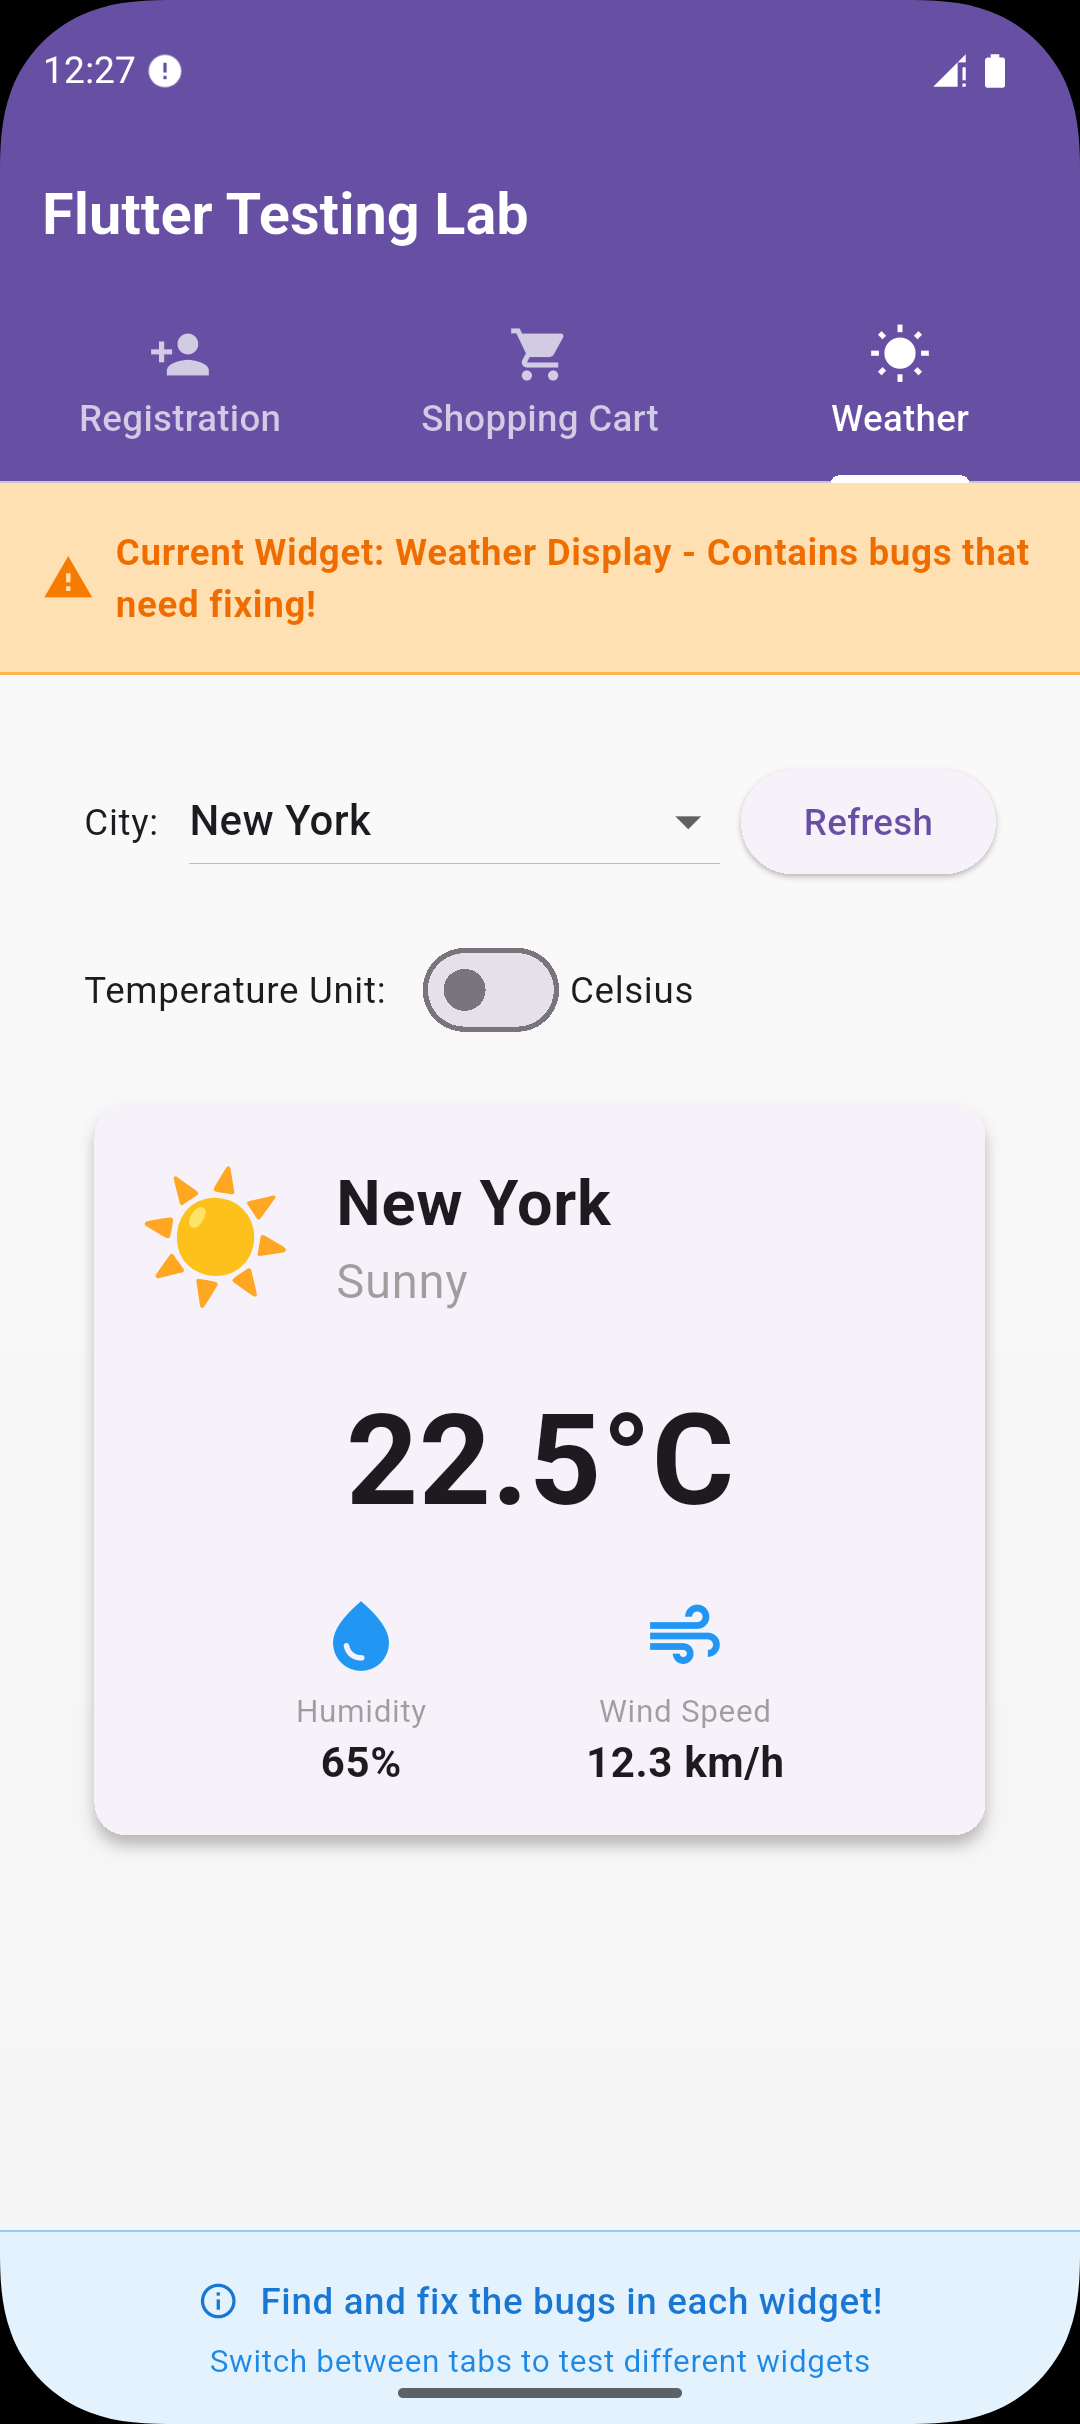 12:27
Flutter Testing Lab
Registration
Shopping Cart
Weather
Current Widget: Weather Display - Contains bugs that
need fixing!
City:
New York
Refresh
Temperature Unit:
Celsius
New York
Sunny
22.5°C
Humidity
Wind Speed
65%
12.3 km/h
Find and fix the bugs in each widget!
Switch between tabs to test different widgets